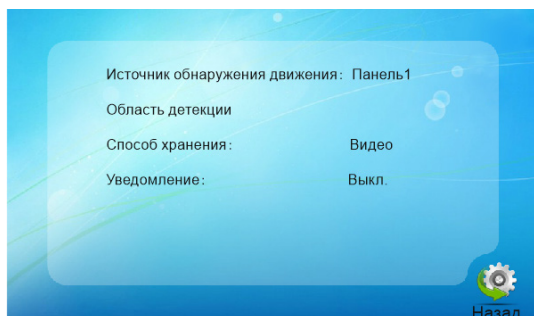 Источник обнаружения движения: Панель1
Область детекции
Способ хранения: Видео
Уведомление: Выкл.
Назад